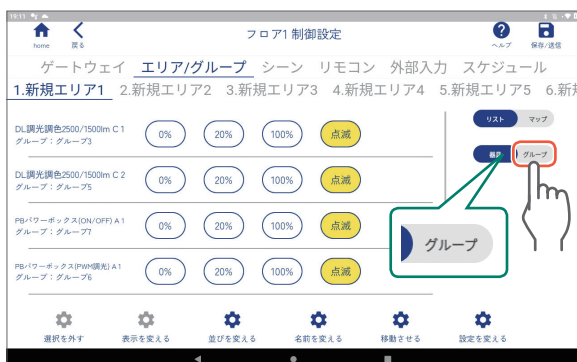 19:11
フロア1 制御設定
home
戻る
ヘルプ
保存/送信
ゲートウェイ エリア/グループ シーン リモコン 外部入力 スケジュール
1.新規エリア1 2.新規エリア2 3.新規エリア3 4.新規エリア4 5.新規エリア5 6.新規
リスト マップ
DL調光調色2500/1500lm C 1
グループ：グループ3
0% 20% 100% 点滅
グループ
DL調光調色2500/1500lm C 2
グループ：グループ5
0% 20% 100% 点滅
PBパワーボックス(ON/OFF) A 1
グループ：グループ7
0% 20% 100% 点滅
グループ
PBパワーボックス(PWM調光) A 1
グループ：グループ6
0% 20% 100% 点滅
選択を外す 表示を変える 並びを変える 名前を変える 移動させる 設定を変える